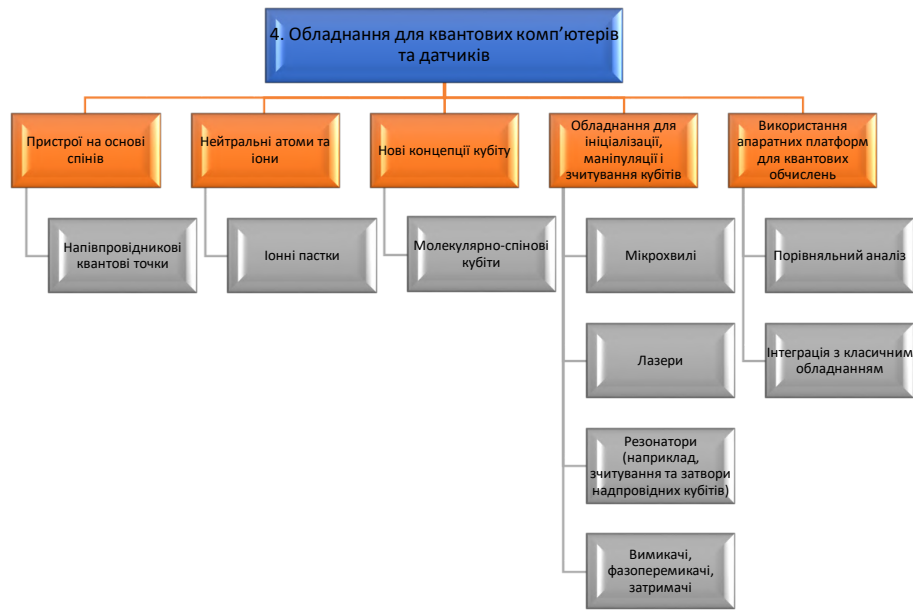 4. Обладнання для квантових комп’ютерів
та датчиків
Пристрої на основі
спінів
Нейтральні атоми та
іони
Нові концепції кубіту
Обладнання для
ініціалізації,
маніпуляції і
зчитування кубітів
Використання
апаратних платформ
для квантових
обчислень
Напівпровідникові
квантові точки
Іонні пастки
Молекулярно-спінові
кубіти
Мікрохвилі
Порівняльний аналіз
Лазери
Інтеграція з класичним
обладнанням
Резонатори
(наприклад,
зчитування та затвори
надпровідних кубітів)
Вимикачі,
фазоперемикачі,
затримачі